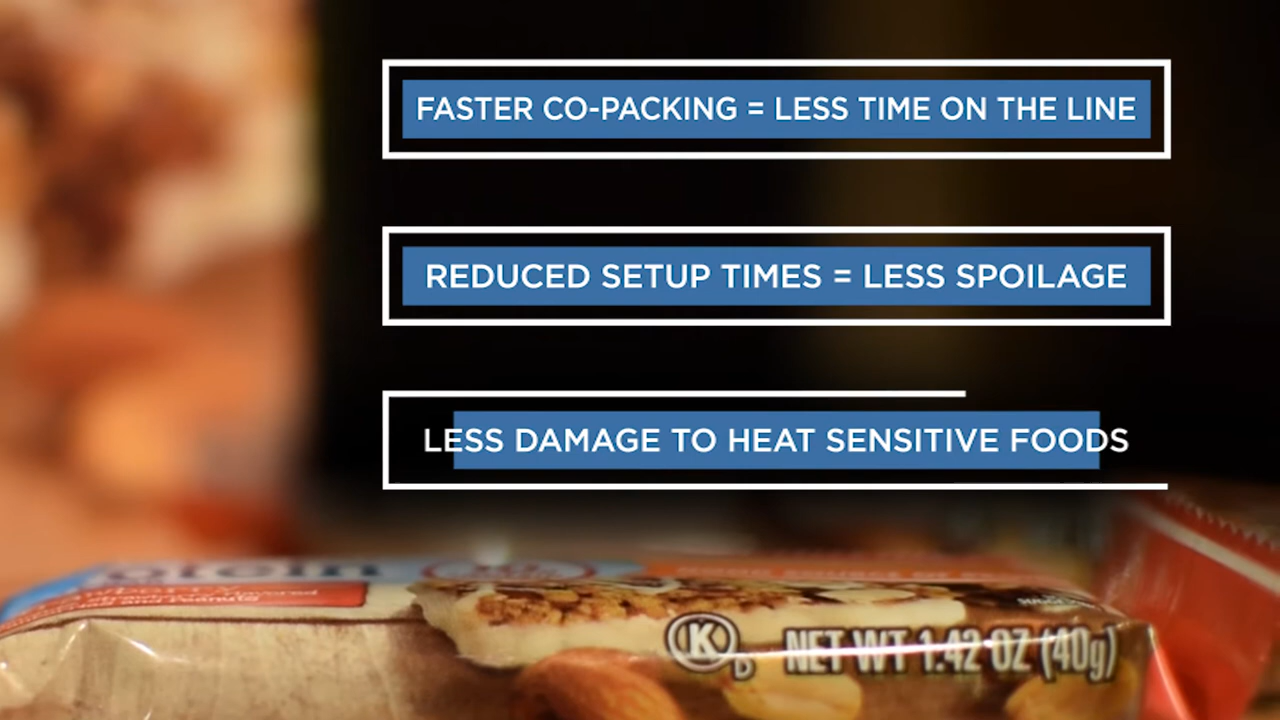 FASTER CO-PACKING = LESS TIME ON THE LINE
REDUCED SETUP TIMES = LESS SPOILAGE
LESS DAMAGE TO HEAT SENSITIVE FOODS
K
D
NET WT 1.42 OZ (40g)